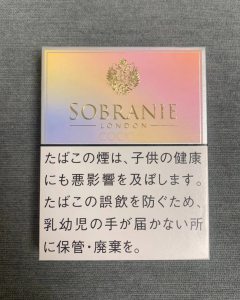 SOBRANIE
LONDON
COCKTAIL
たばこの煙は、子供の健康
にも悪影響を及ぼします。
たばこの誤飲を防ぐため、
乳幼児の手が届かない所
に保管・廃棄を。